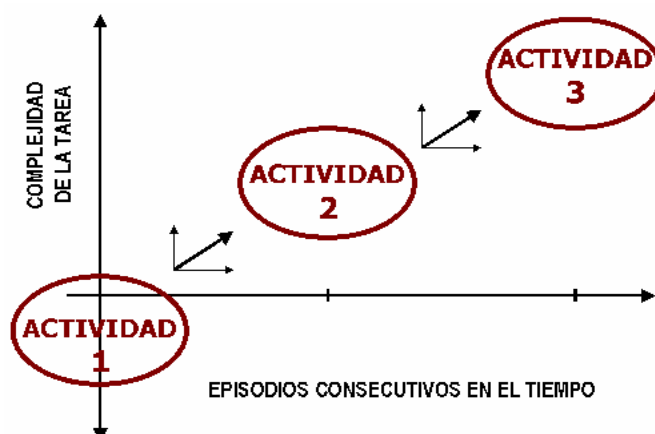 COMPLEJIDAD
DE LA TAREA
ACTIVIDAD
1
ACTIVIDAD
2
ACTIVIDAD
3
EPISODIOS CONSECUTIVOS EN EL TIEMPO